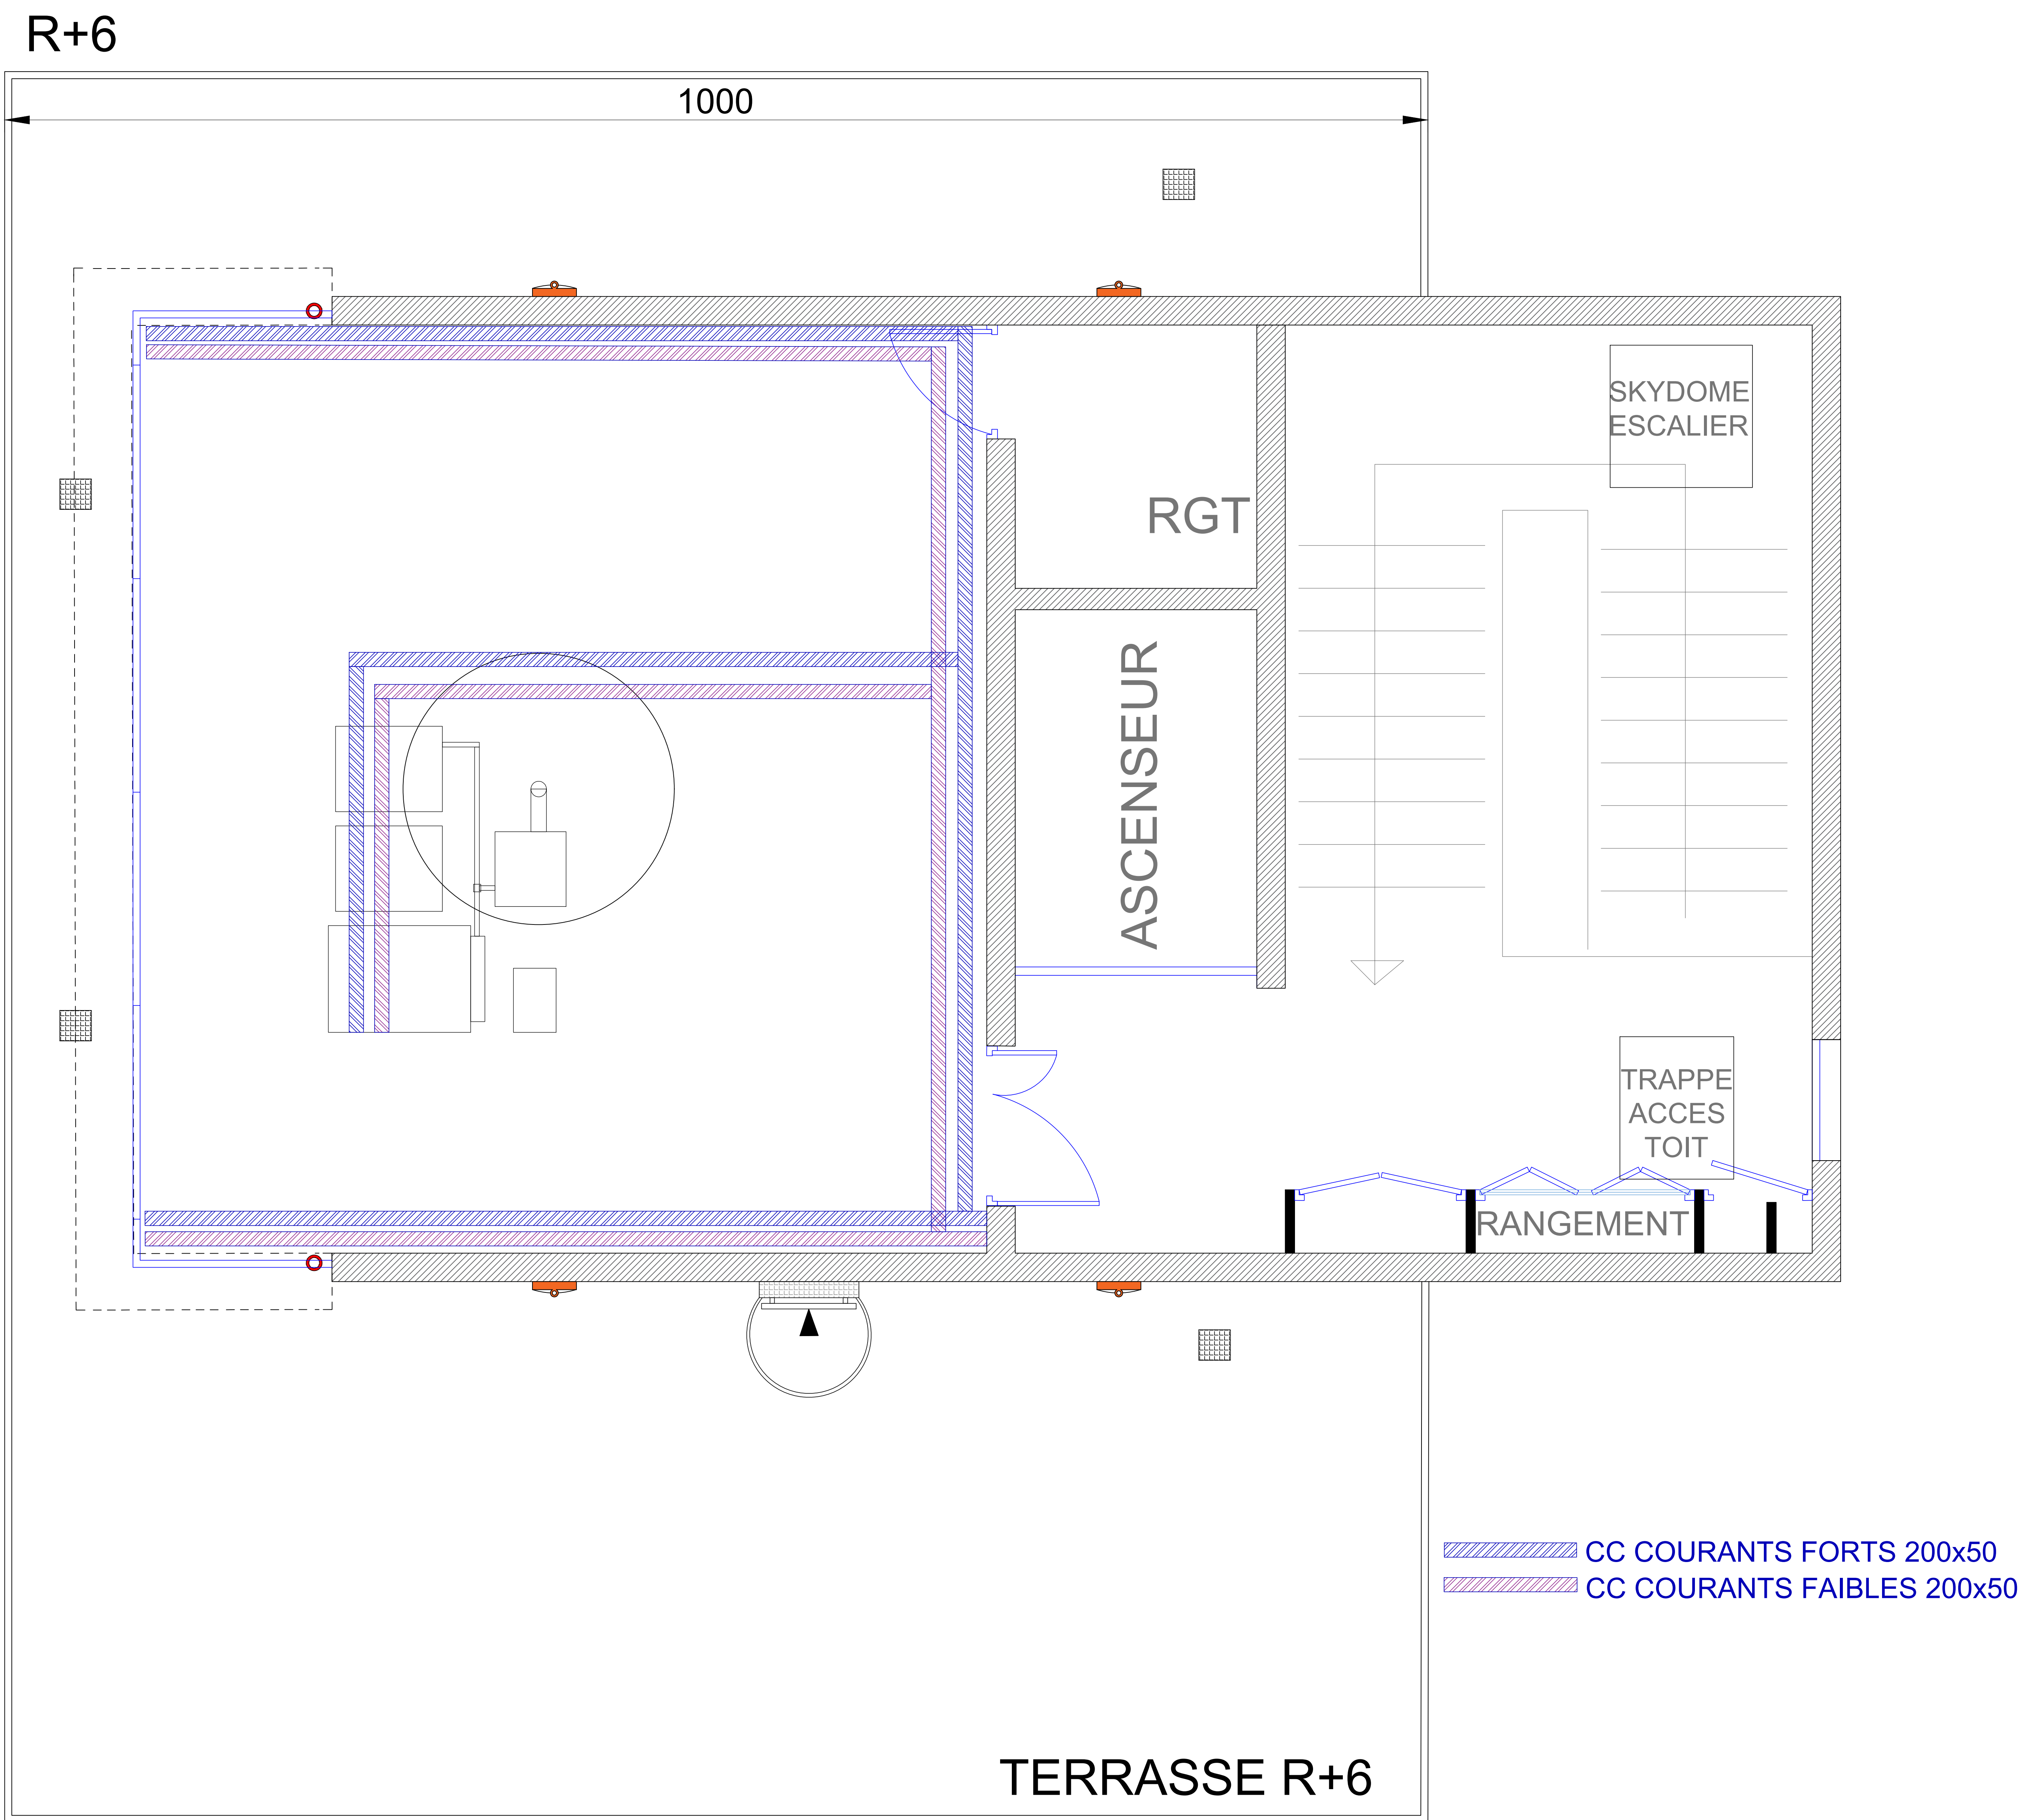 R+6
1000
SKYDOME
ESCALIER
RGT
ASCENSEUR
TRAPPE
ACCES
TOIT
RANGEMENT
CC COURANTS FORTS 200x50
CC COURANTS FAIBLES 200x50
TERRASSE R+6